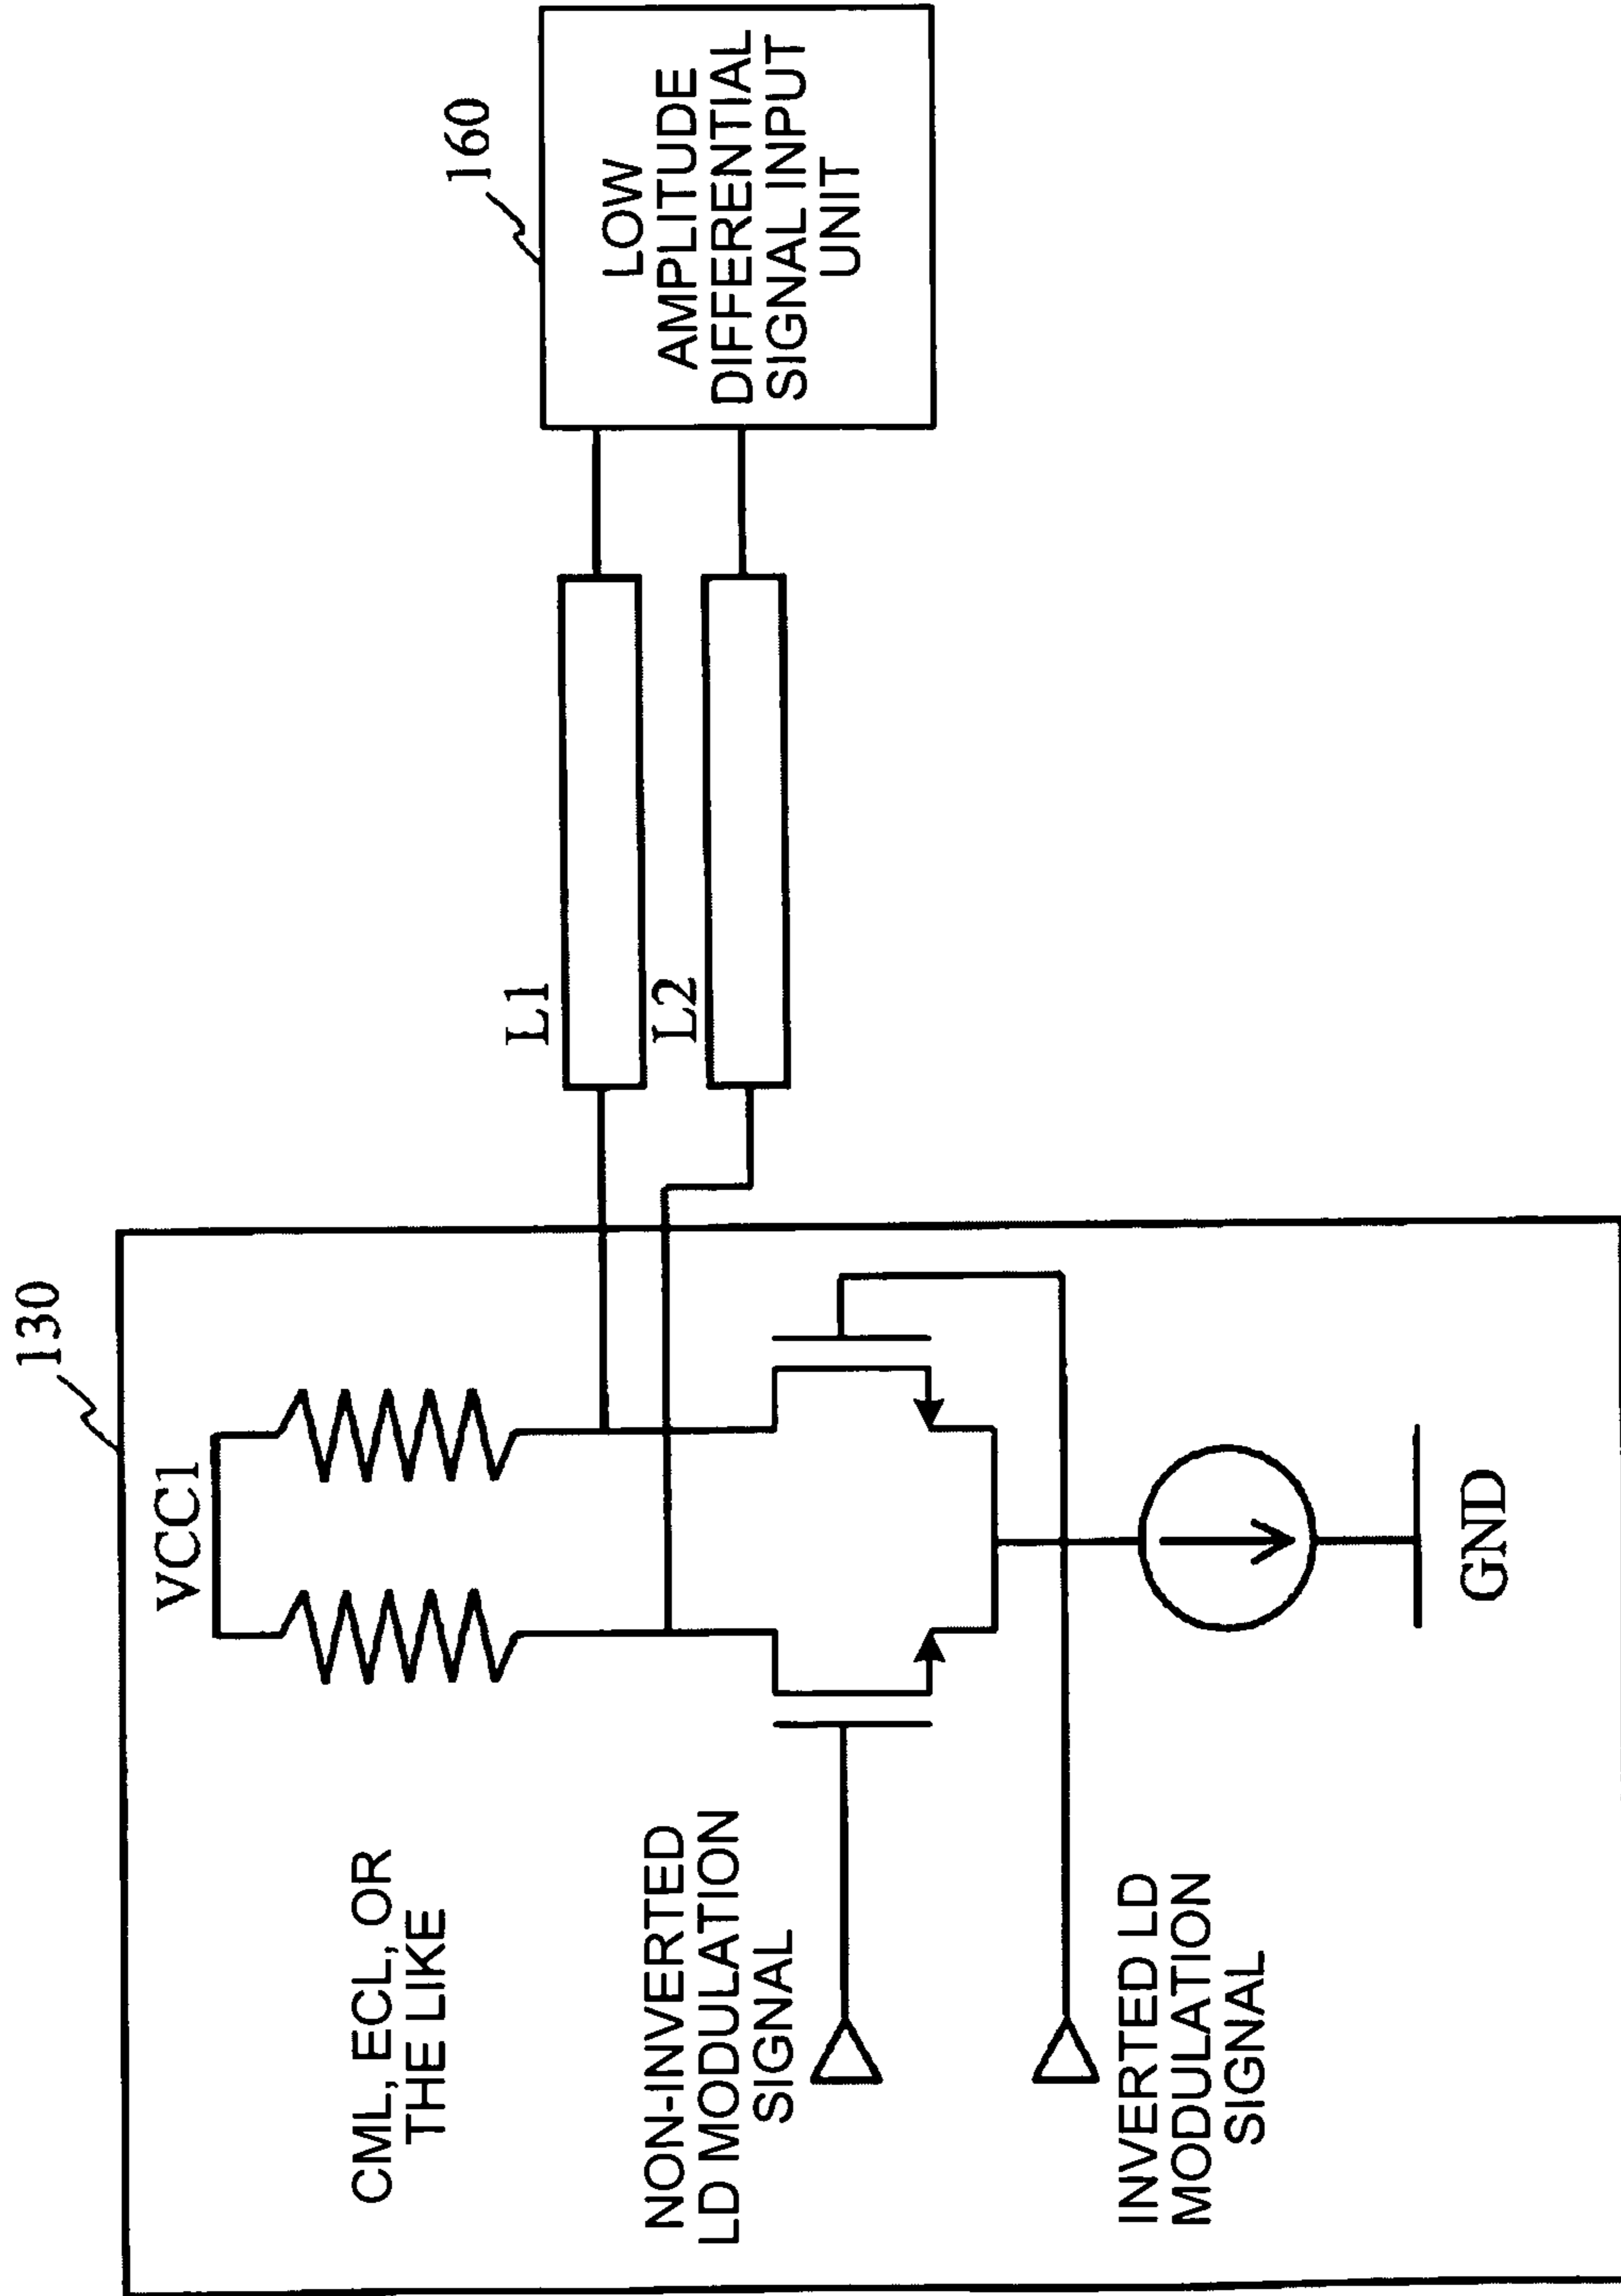 130
VCC1
CML, ECL, OR
THE LIKE
NON-INVERTED
LD MODULATION
SIGNAL
INVERTED LD
MODULATION
SIGNAL
GND
L1
L2
160
LOW
AMPLITUDE
DIFFERENTIAL
SIGNAL INPUT
UNIT